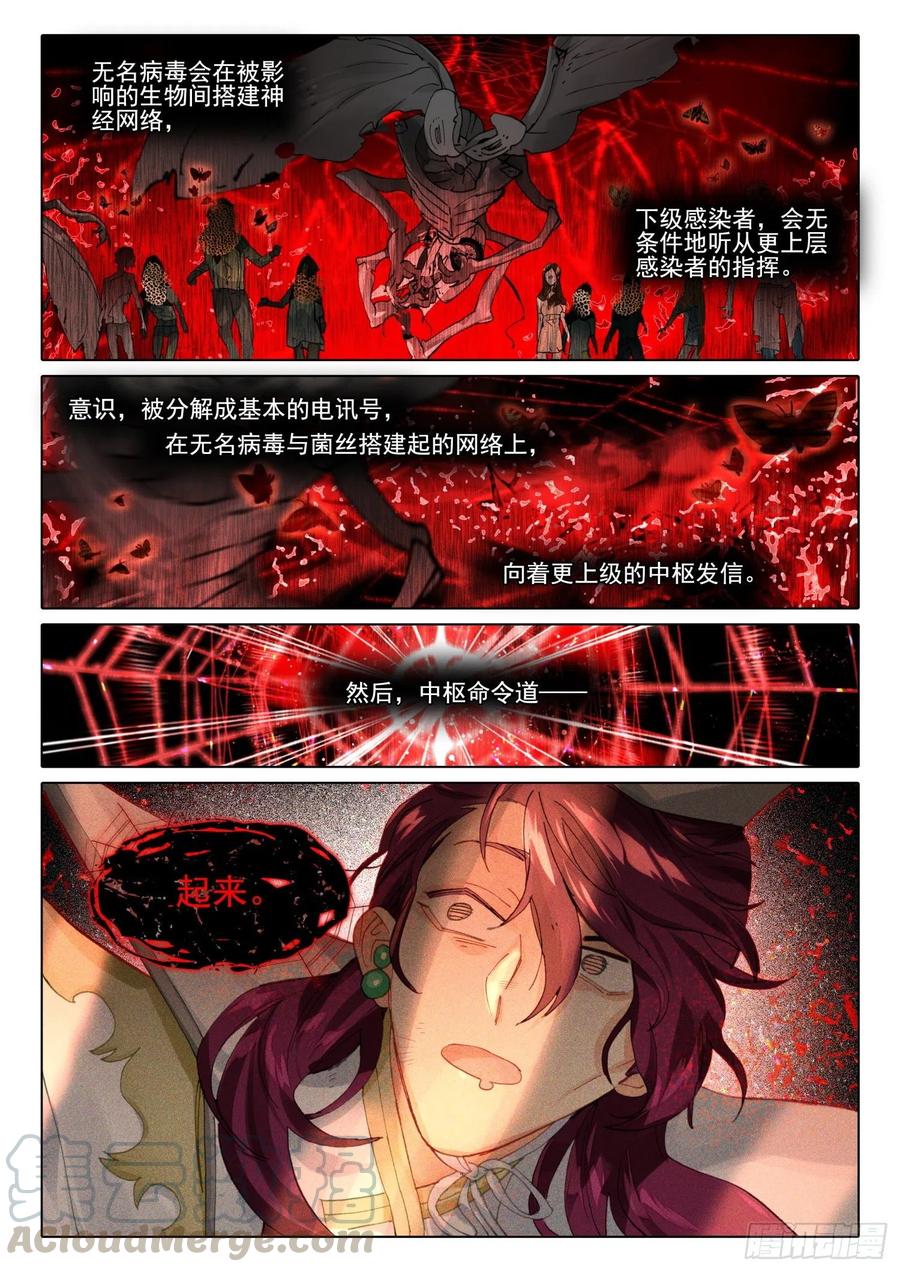 无名病毒会在被影
响的生物间搭建神
经网络，
下级感染者，会无
条件地听从更上层
感染者的指挥。
意识，被分解成基本的电讯号，
在无名病毒与菌丝搭建起的网络上，
向着更上级的中枢发信。
然后，中枢命令道——
起来。
集云数据
AcloudMerge.com
腾讯动漫